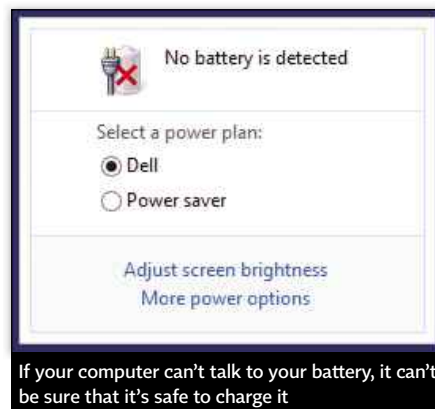 No battery is detected
Select a power plan:
Dell
Power saver
Adjust screen brightness
More power options
If your computer can’t talk to your battery, it can’t
be sure that it’s safe to charge it